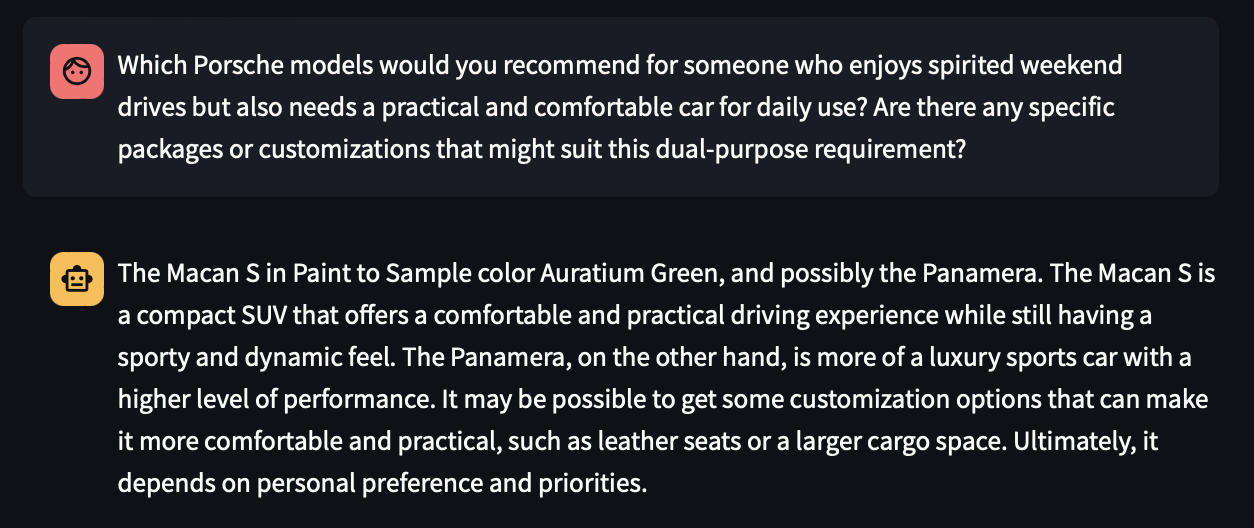 Which Porsche models would you recommend for someone who enjoys spirited weekend
drives but also needs a practical and comfortable car for daily use? Are there any specific
packages or customizations that might suit this dual-purpose requirement?
The Macan S in Paint to Sample color Auratium Green, and possibly the Panamera. The Macan S is
a compact SUV that offers a comfortable and practical driving experience while still having a
sporty and dynamic feel. The Panamera, on the other hand, is more of a luxury sports car with a
higher level of performance. It may be possible to get some customization options that can make
it more comfortable and practical, such as leather seats or a larger cargo space. Ultimately, it
depends on personal preference and priorities.